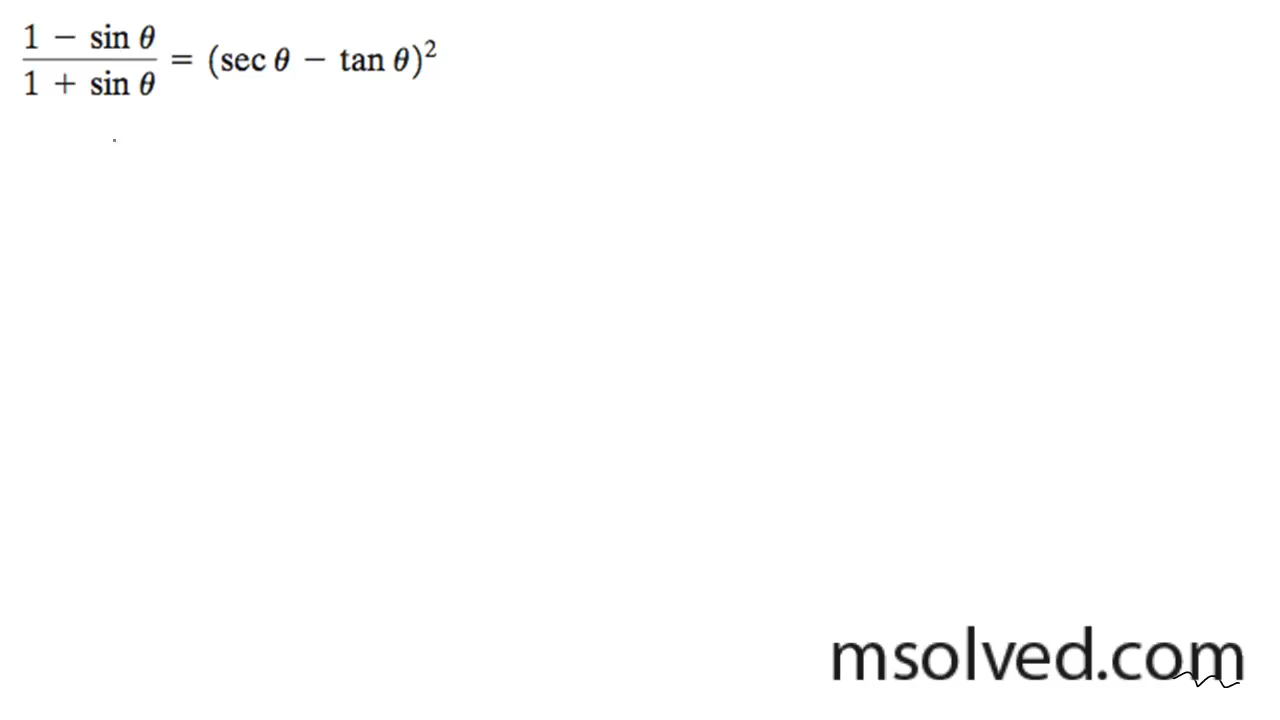 1 − sin θ
1 + sin θ = (sec θ − tan θ)²
msolved.com